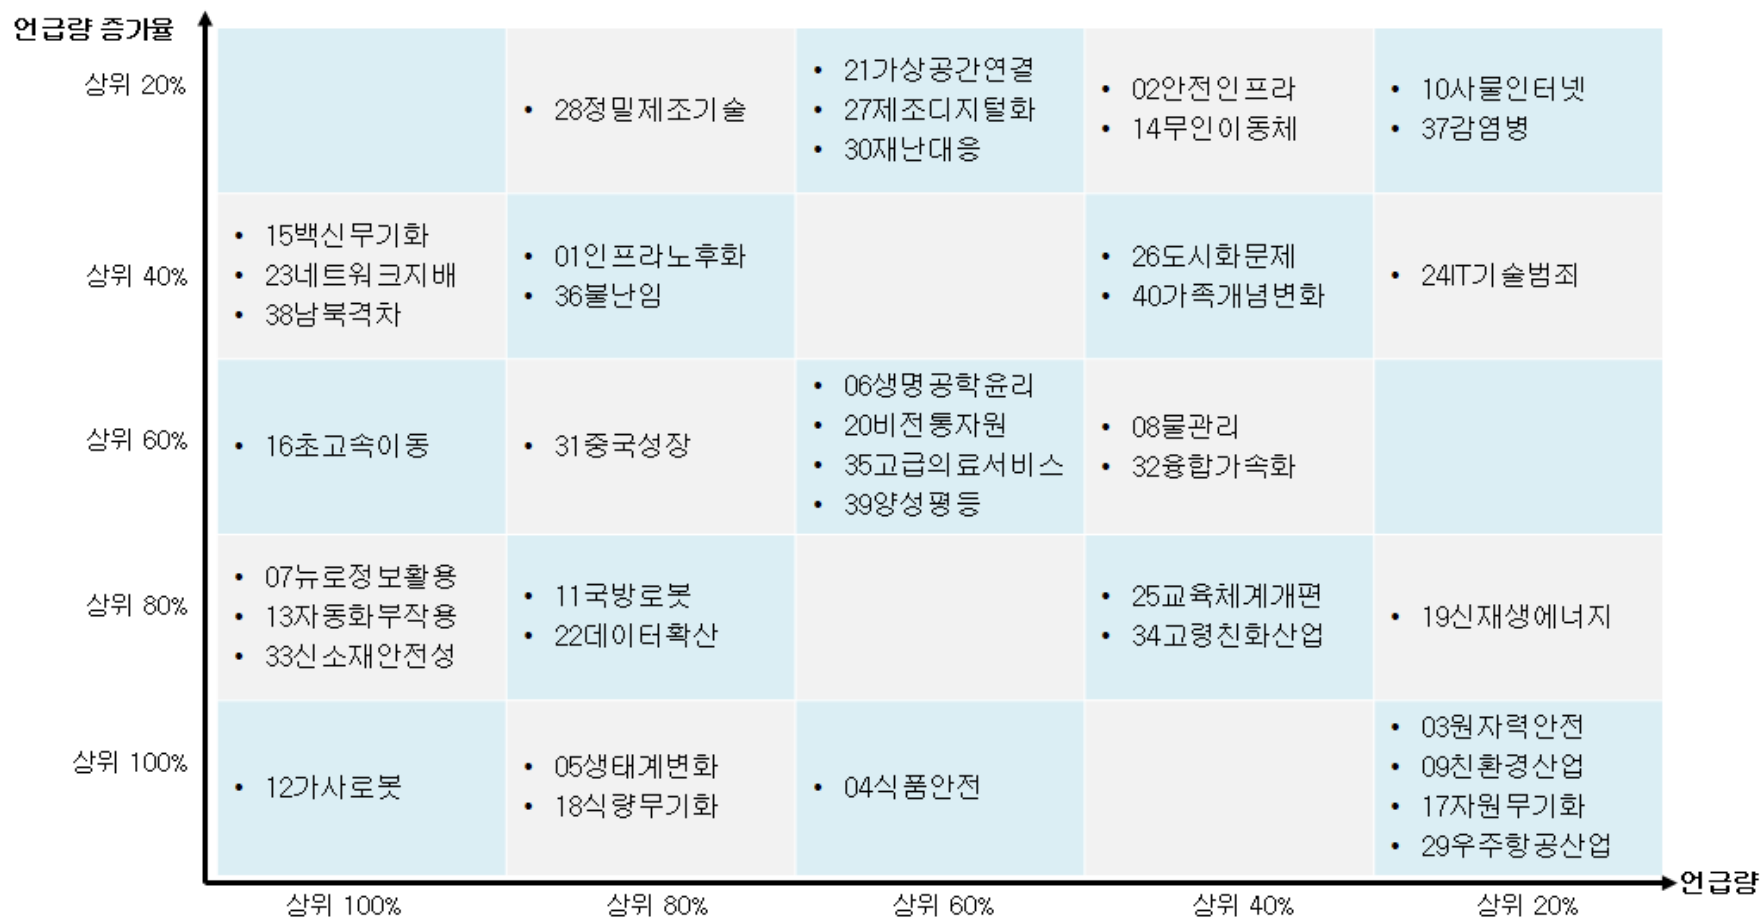 언급량 증가율
상위 20%
• 28정밀제조기술
• 21가상공간연결
• 27제조디지털화
• 30재난대응
• 02안전인프라
• 14무인이동체
• 10사물인터넷
• 37감염병
상위 40%
• 15백신무기화
• 23네트워크지배
• 38남북격차
• 01인프라노후화
• 36불난임
• 26도시화문제
• 40가족개념변화
• 24IT기술범죄
상위 60%
• 16초고속이동
• 31중국성장
• 06생명공학윤리
• 20비전통자원
• 35고급의료서비스
• 39양성평등
• 08물관리
• 32융합가속화
상위 80%
• 07뉴로정보활용
• 13자동화부작용
• 33신소재안전성
• 11국방로봇
• 22데이터확산
• 25교육체계개편
• 34고령친화산업
• 19신재생에너지
상위 100%
• 12가사로봇
• 05생태계변화
• 18식량무기화
• 04식품안전
• 03원자력안전
• 09친환경산업
• 17자원무기화
• 29우주항공산업
언급량
상위 100%
상위 80%
상위 60%
상위 40%
상위 20%